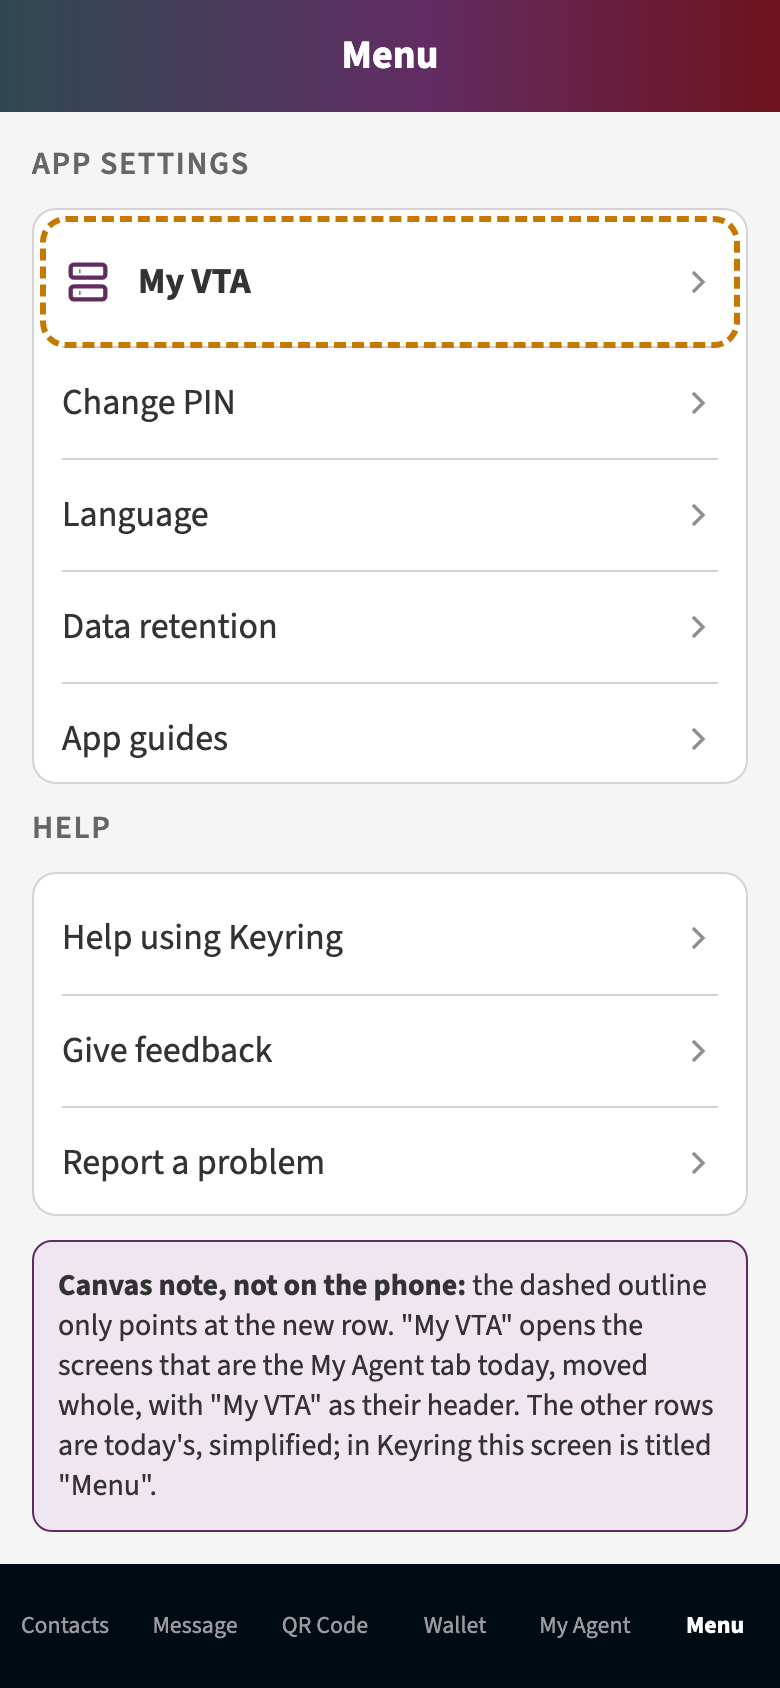 Menu
APP SETTINGS
My VTA
Change PIN
Language
Data retention
App guides
HELP
Help using Keyring
Give feedback
Report a problem
Canvas note, not on the phone: the dashed outline
only points at the new row. "My VTA" opens the
screens that are the My Agent tab today, moved
whole, with "My VTA" as their header. The other rows
are today's, simplified; in Keyring this screen is titled
"Menu".
Contacts Message QR Code Wallet My Agent Menu